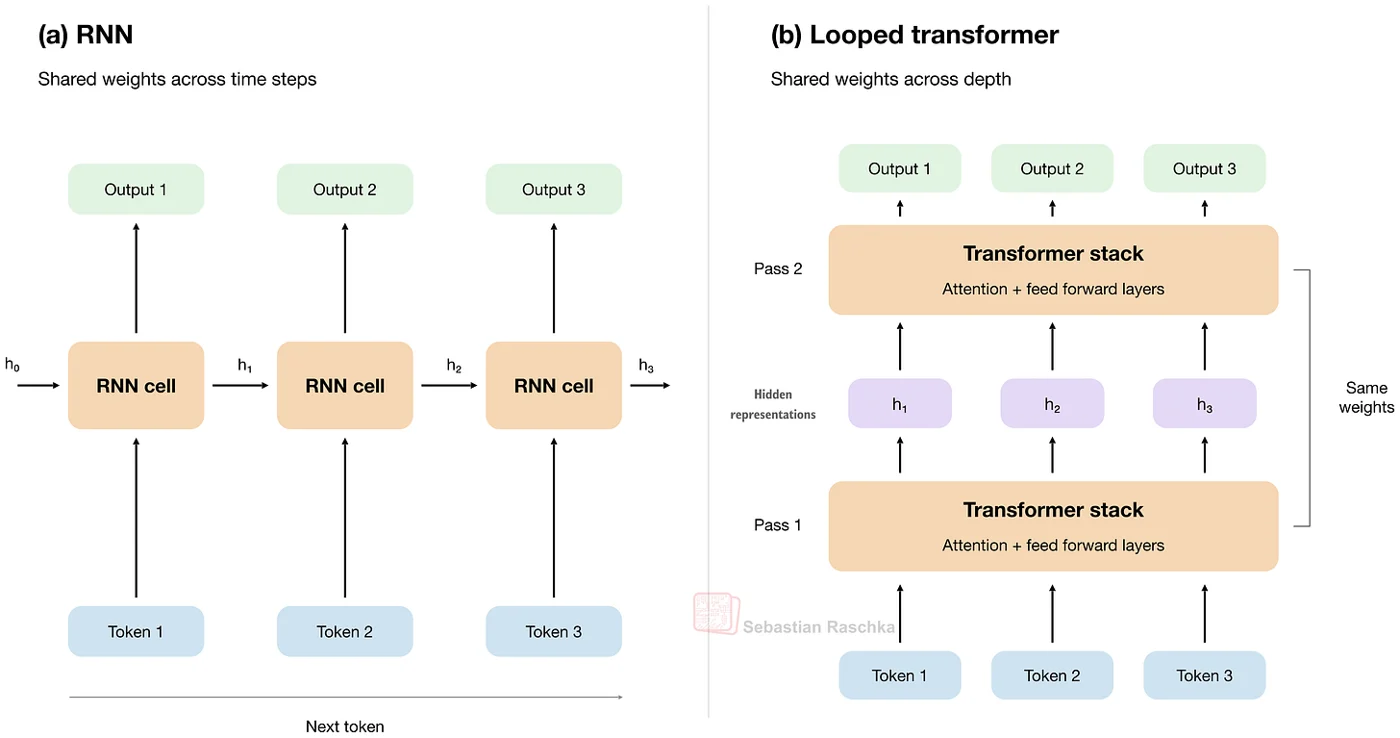 (a) RNN
Shared weights across time steps
Output 1
Output 2
Output 3
h₀
RNN cell
h₁
RNN cell
h₂
RNN cell
h₃
Token 1
Token 2
Token 3
Next token
(b) Looped transformer
Shared weights across depth
Output 1
Output 2
Output 3
Pass 2
Transformer stack
Attention + feed forward layers
Hidden
representations
h₁
h₂
h₃
Same
weights
Pass 1
Transformer stack
Attention + feed forward layers
Sebastian Raschka
Token 1
Token 2
Token 3